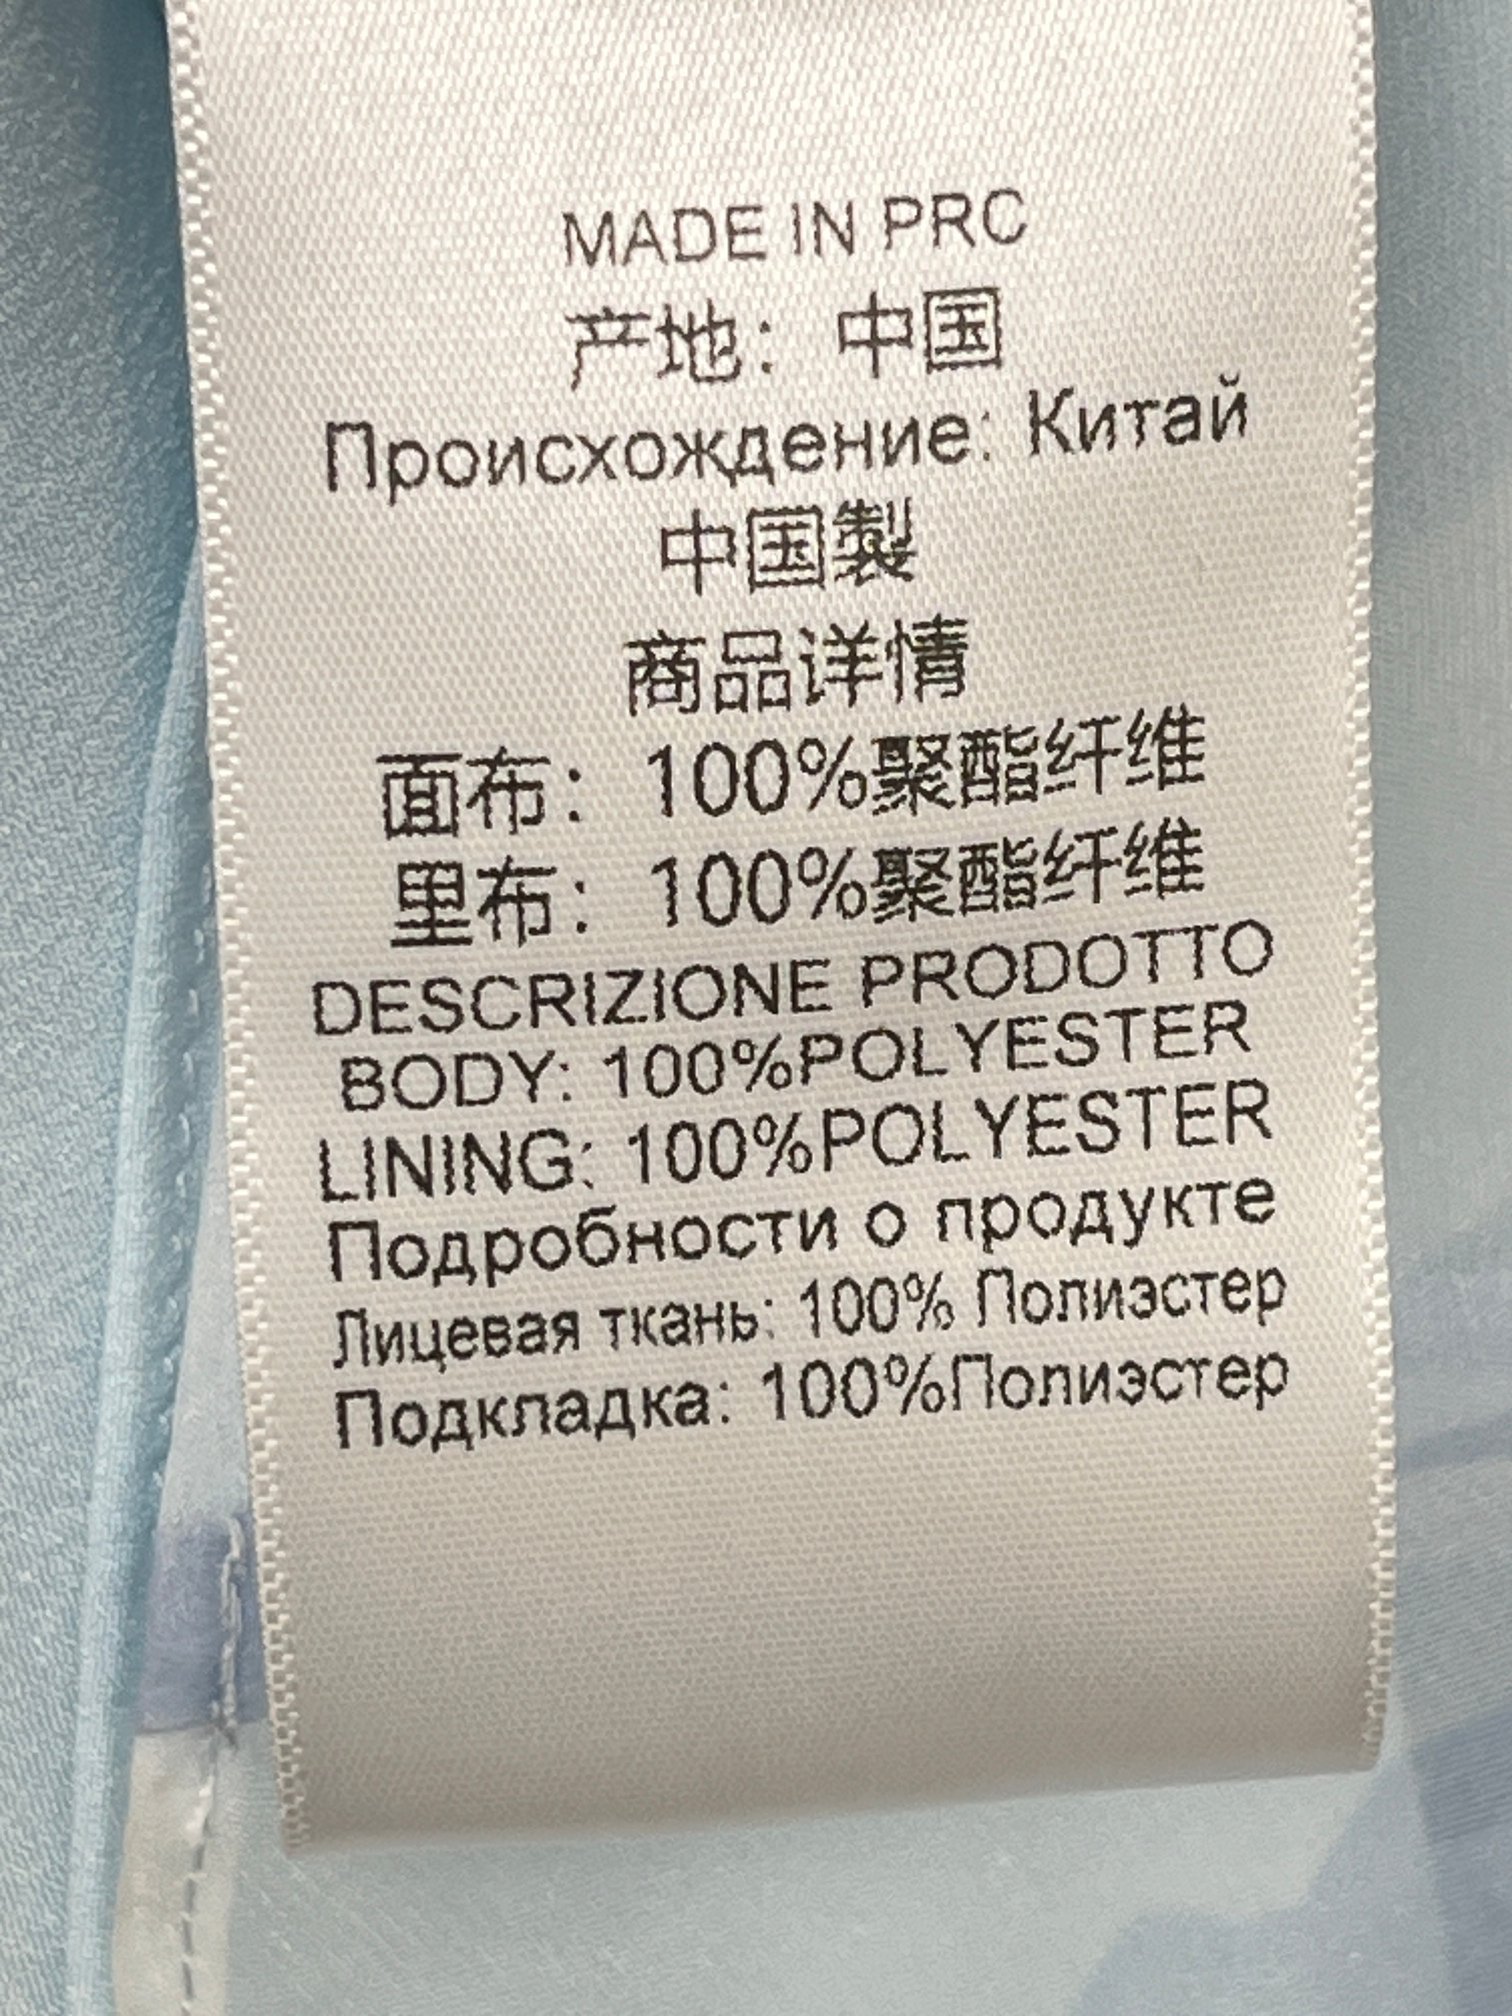 MADE IN PRC
产地：中国
Происхождение: Китай
中国製
商品详情
面布：100%聚酯纤维
里布：100%聚酯纤维
DESCRIZIONE PRODOTTO
BODY: 100%POLYESTER
LINING: 100%POLYESTER
Подробности о продукте
Лицевая ткань: 100% Полиэстер
Подкладка: 100%Полиэстер